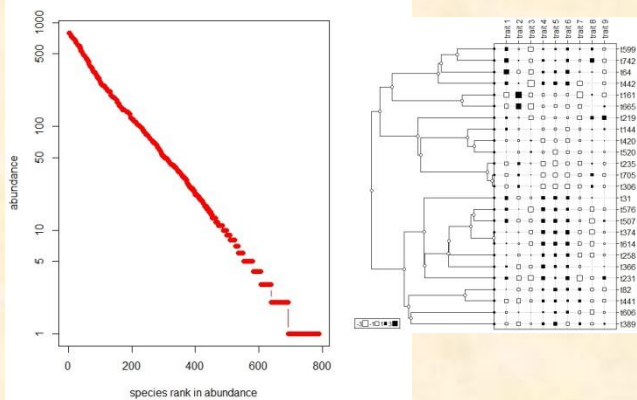 abundance
1000
500
100
50
10
5
1
0
200
400
600
800
species rank in abundance
trait 1
trait 2
trait 3
trait 4
trait 5
trait 6
trait 7
trait 8
trait 9
t599
t742
t64
t442
t161
t665
t219
t144
t420
t520
t235
t705
t306
t31
t576
t507
t374
t614
t258
t366
t231
t82
t441
t606
t389